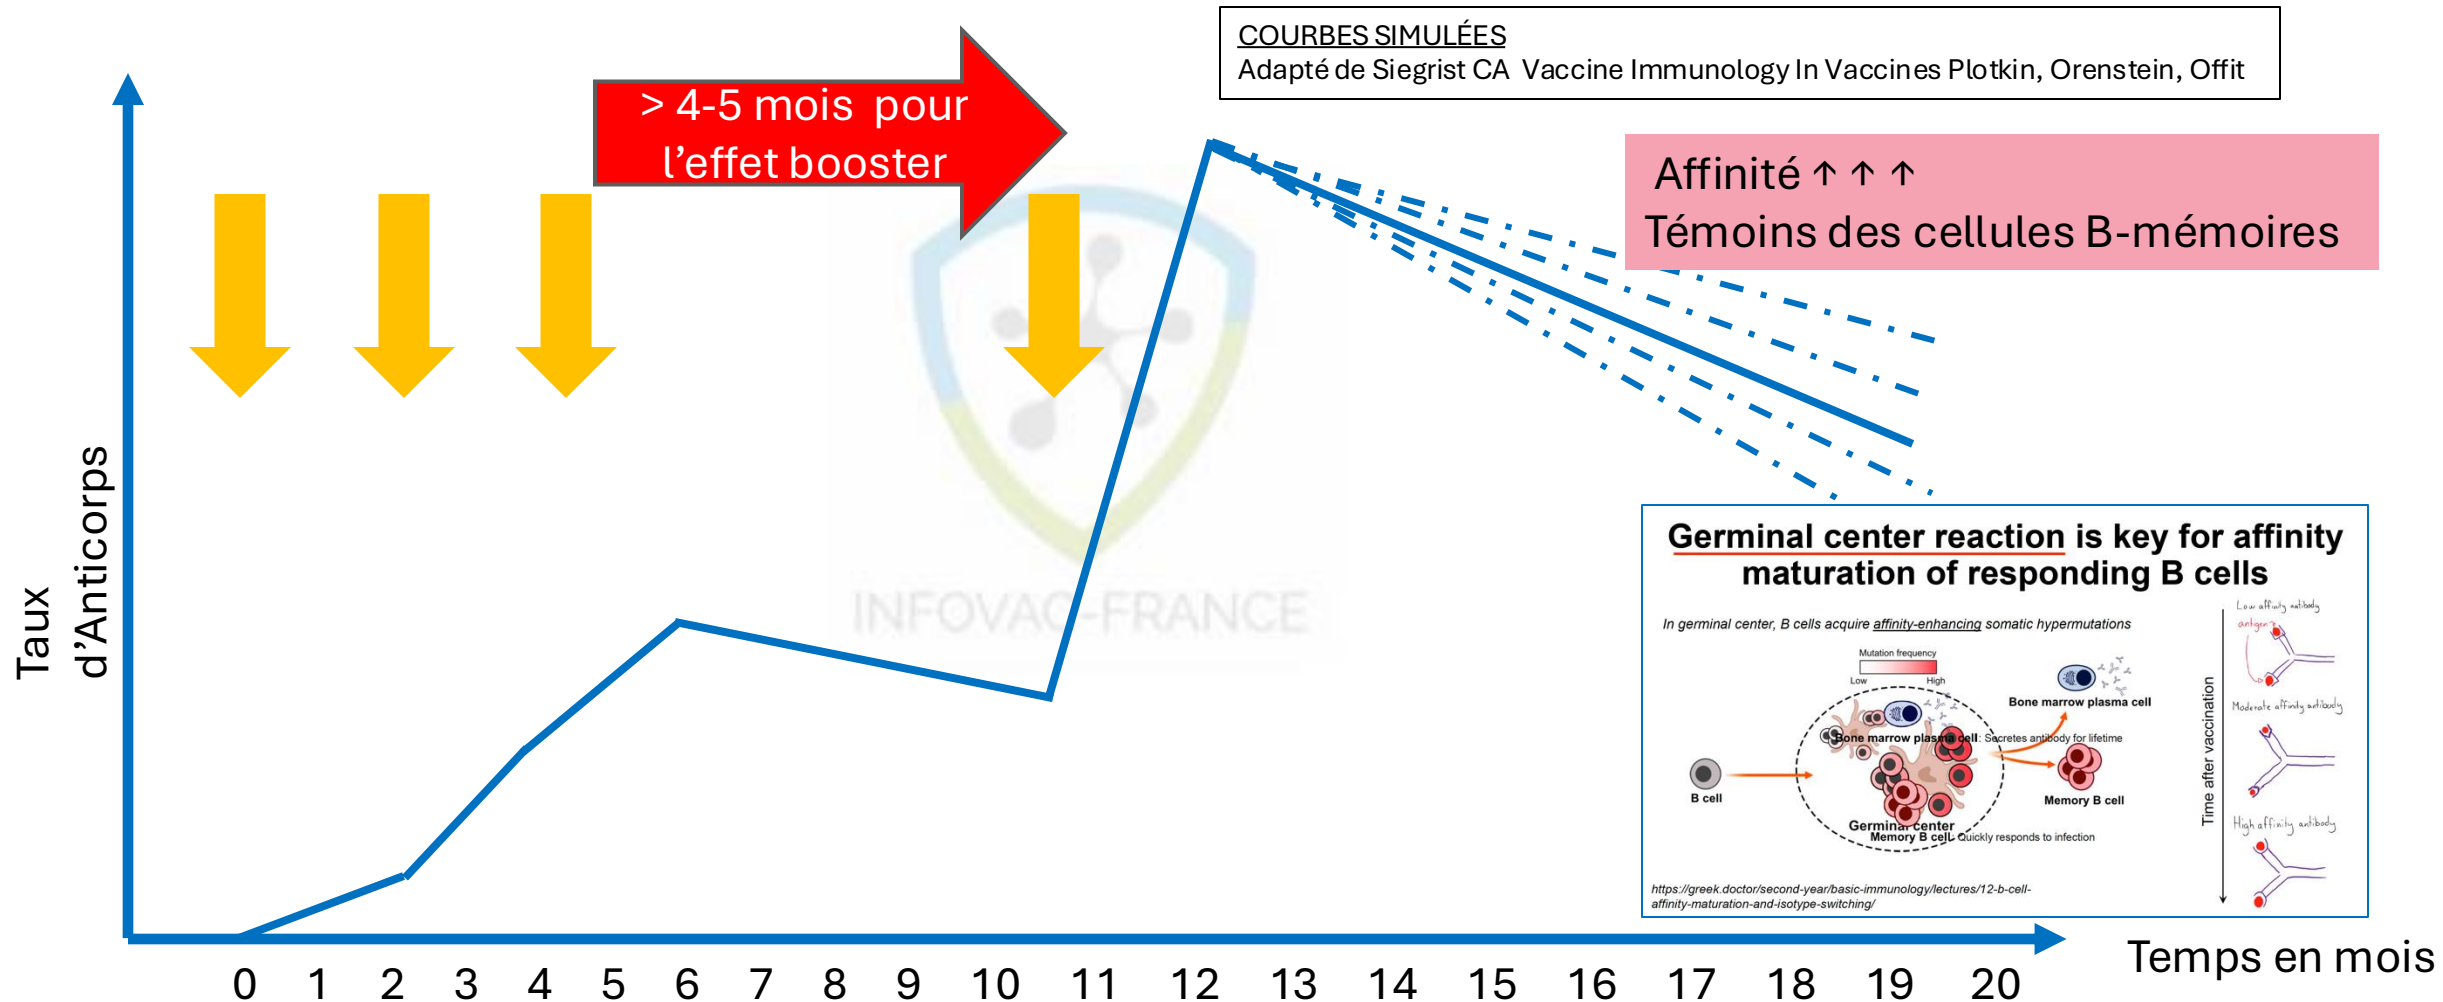 COURBES SIMULÉES
Adapté de Siegrist CA Vaccine Immunology In Vaccines Plotkin, Orenstein, Offit
> 4-5 mois pour
l'effet booster
Affinité ↑ ↑ ↑
Témoins des cellules B-mémoires
Taux
d'Anticorps
INFOVAC-FRANCE
Germinal center reaction is key for affinity
maturation of responding B cells
In germinal center, B cells acquire affinity-enhancing somatic hypermutations
Mutation frequency
Low High
Bone marrow plasma cell
Bone marrow plasma cell: Secretes antibody for lifetime
B cell
Memory B cell
Germinal center
Memory B cell: Quickly responds to infection
Time after vaccination
Low affinity antibody
antigen
Moderate affinity antibody
High affinity antibody
https://greek.doctor/second-year/basic-immunology/lectures/12-b-cell-
affinity-maturation-and-isotype-switching/
0 1 2 3 4 5 6 7 8 9 10 11 12 13 14 15 16 17 18 19 20
Temps en mois